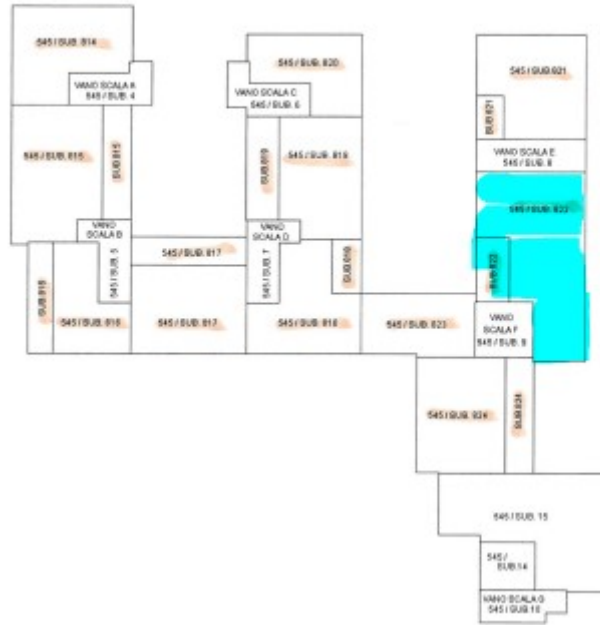 545 / SUB. 814
VANO SCALA A
545 / SUB. 4
545 / SUB. 815
SUB.815
VANO
SCALA B
545 / SUB. 5
SUB.816
545 / SUB. 816
545 / SUB. 817
545 / SUB. 817
545 / SUB. 820
VANO SCALA C
545 / SUB. 6
SUB.819
545 / SUB. 819
VANO
SCALA D
545 / SUB. 7
SUB.818
545 / SUB. 818
545 / SUB. 821
SUB.821
VANO SCALA E
545 / SUB. 8
545 / SUB. 822
SUB.822
VANO
SCALA F
545 / SUB. 9
545 / SUB. 823
545 / SUB. 824
SUB.824
545 / SUB. 15
545 /
SUB.14
VANO SCALA G
545 / SUB. 10